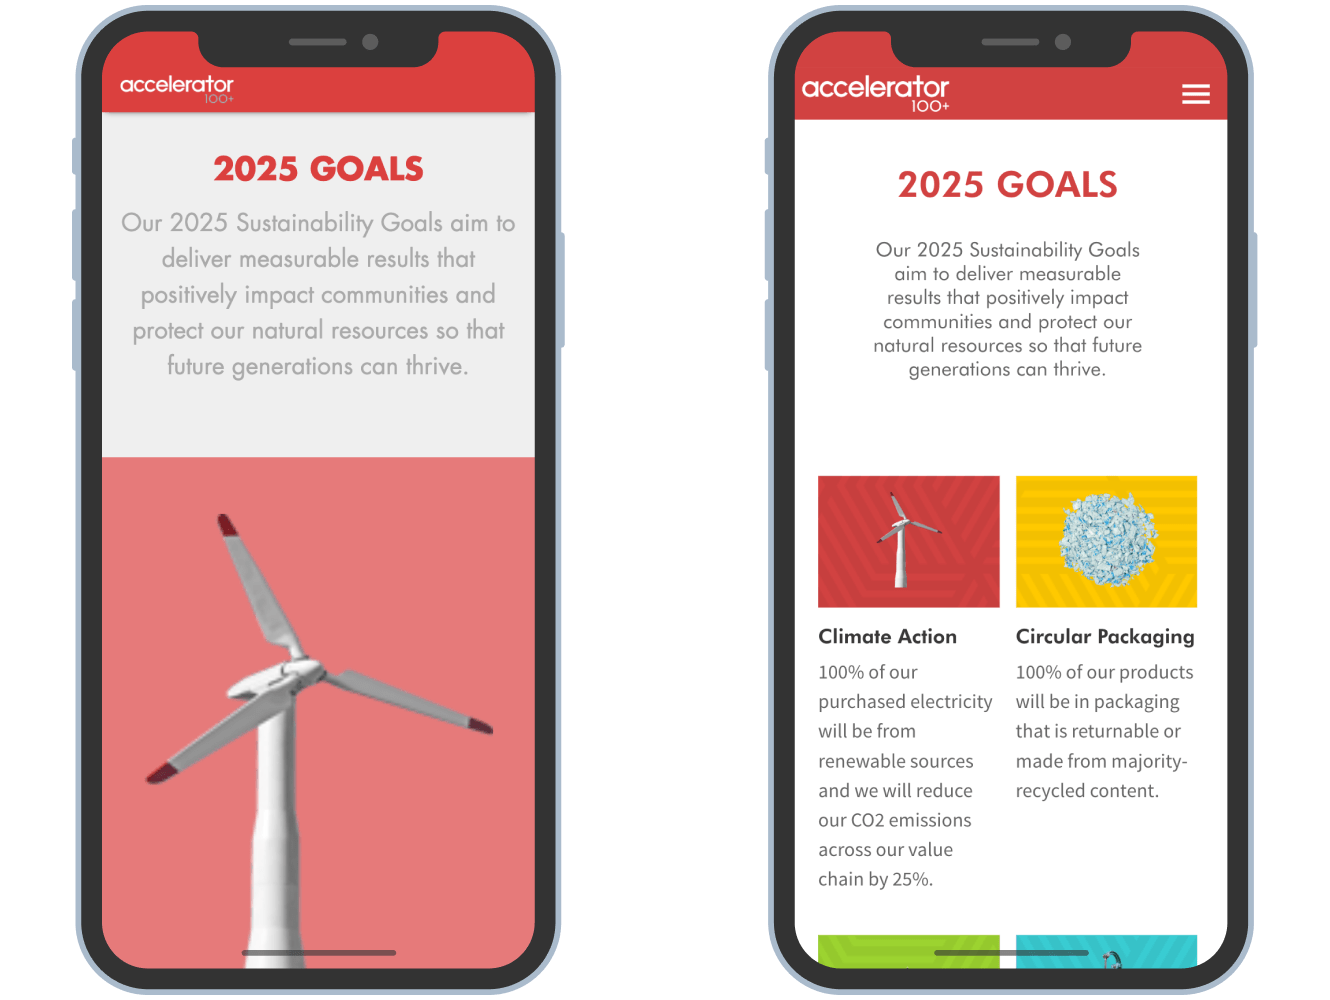 accelerator
100+
2025 GOALS
Our 2025 Sustainability Goals aim to
deliver measurable results that
positively impact communities and
protect our natural resources so that
future generations can thrive.
accelerator
100+
2025 GOALS
Our 2025 Sustainability Goals
aim to deliver measurable
results that positively impact
communities and protect our
natural resources so that future
generations can thrive.
Climate Action
100% of our
purchased electricity
will be from
renewable sources
and we will reduce
our CO2 emissions
across our value
chain by 25%.
Circular Packaging
100% of our products
will be in packaging
that is returnable or
made from majority-
recycled content.